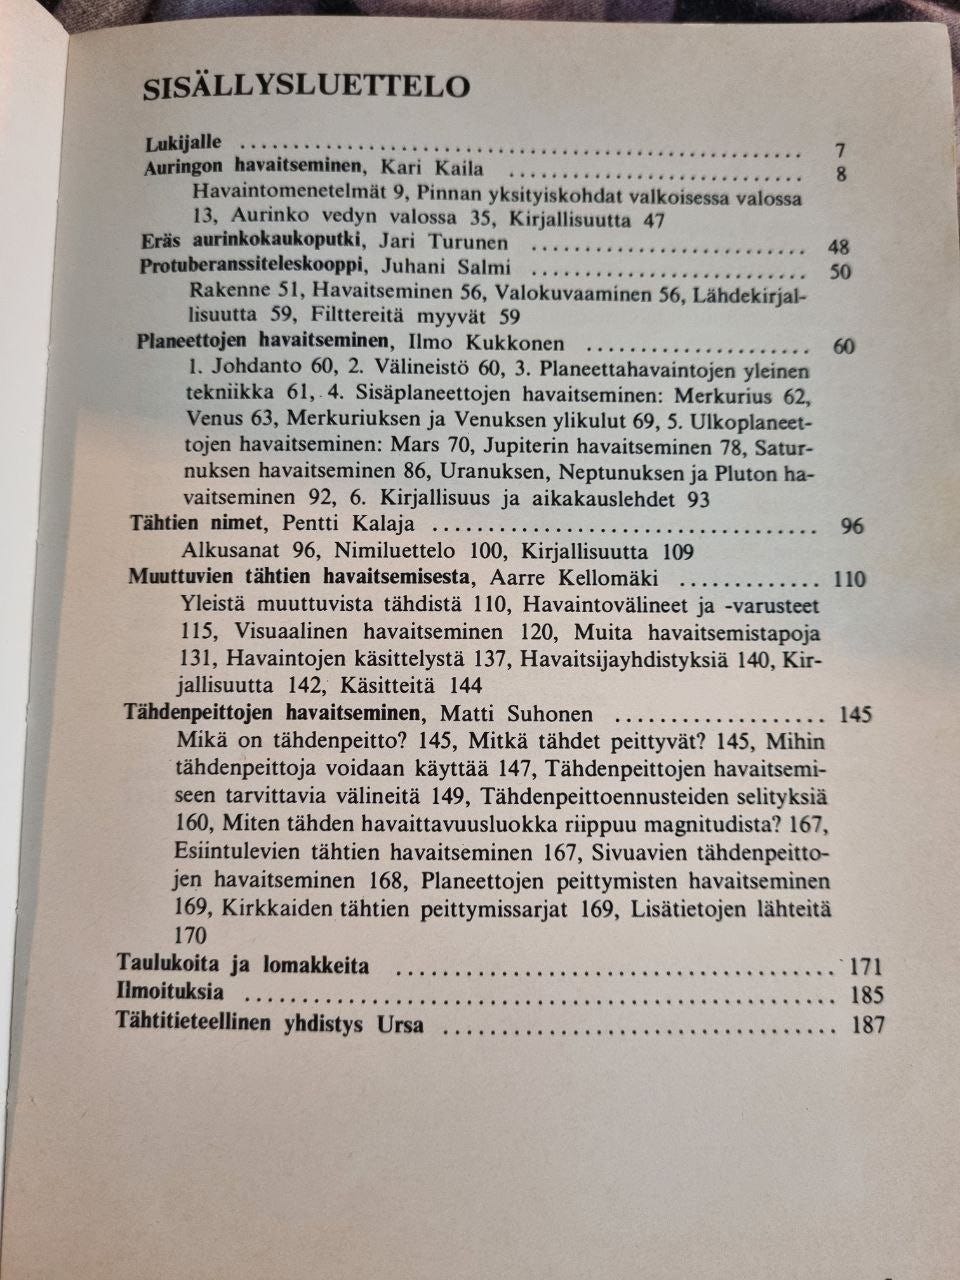 SISÄLLYSLUETTELO
Lukijalle ................................................ 7
Auringon havaitseminen, Kari Kaila ......................... 8
Havaintomenetelmät 9, Pinnan yksityiskohdat valkoisessa valossa
13, Aurinko vedyn valossa 35, Kirjallisuutta 47
Eräs aurinkokaukoputki, Jari Turunen ........................ 48
Protuberanssiteleskooppi, Juhani Salmi ........................ 50
Rakenne 51, Havaitseminen 56, Valokuvaaminen 56, Lähdekirjal-
lisuutta 59, Filttereitä myyvät 59
Planeettojen havaitseminen, Ilmo Kukkonen .................... 60
1. Johdanto 60, 2. Välineistö 60, 3. Planeettahavaintojen yleinen
tekniikka 61, 4. Sisäplaneettojen havaitseminen: Merkurius 62,
Venus 63, Merkuriuksen ja Venuksen ylikulut 69, 5. Ulkoplaneet-
tojen havaitseminen: Mars 70, Jupiterin havaitseminen 78, Satur-
nuksen havaitseminen 86, Uranuksen, Neptunuksen ja Pluton ha-
vaitseminen 92, 6. Kirjallisuus ja aikakauslehdet 93
Tähtien nimet, Pentti Kalaja ................................. 96
Alkusanat 96, Nimiluettelo 100, Kirjallisuutta 109
Muuttuvien tähtien havaitsemisesta, Aarre Kellomäki ............. 110
Yleistä muuttuvista tähdistä 110, Havaintovälineet ja -varusteet
115, Visuaalinen havaitseminen 120, Muita havaitsemistapoja
131, Havaintojen käsittelystä 137, Havaitsijayhdistyksiä 140, Kir-
jallisuutta 142, Käsitteitä 144
Tähdenpeittojen havaitseminen, Matti Suhonen ................... 145
Mikä on tähdenpeitto? 145, Mitkä tähdet peittyvät? 145, Mihin
tähdenpeittoja voidaan käyttää 147, Tähdenpeittojen havaitsemi-
seen tarvittavia välineitä 149, Tähdenpeittoennusteiden selityksiä
160, Miten tähden havaittavuusluokka riippuu magnitudista? 167,
Esiintulevien tähtien havaitseminen 167, Sivuavien tähdenpeitto-
jen havaitseminen 168, Planeettojen peittymisten havaitseminen
169, Kirkkaiden tähtien peittymissarjat 169, Lisätietojen lähteitä
170
Taulukoita ja lomakkeita ..................................... 171
Ilmoituksia ................................................. 185
Tähtitieteellinen yhdistys Ursa ................................. 187